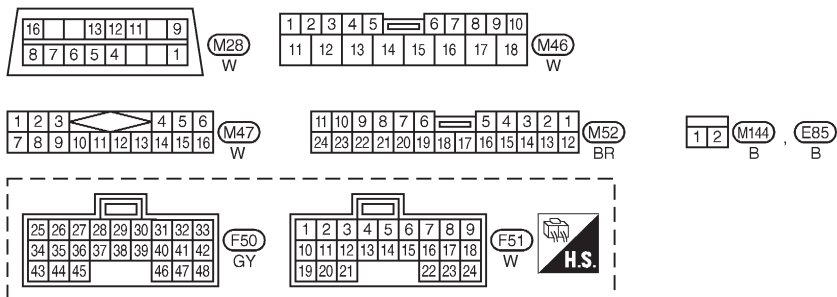 16 13 12 11 9
8 7 6 5 4 1
M28
W
1 2 3 4 5 6 7 8 9 10
11 12 13 14 15 16 17 18
M46
W
1 2 3 4 5 6
7 8 9 10 11 12 13 14 15 16
M47
W
11 10 9 8 7 6 5 4 3 2 1
24 23 22 21 20 19 18 17 16 15 14 13 12
M52
BR
1 2
M144 , E85
B B
25 26 27 28 29 30 31 32 33
34 35 36 37 38 39 40 41 42
43 44 45 46 47 48
F50
GY
1 2 3 4 5 6 7 8 9
10 11 12 13 14 15 16 17 18
19 20 21 22 23 24
F51
W
H.S.